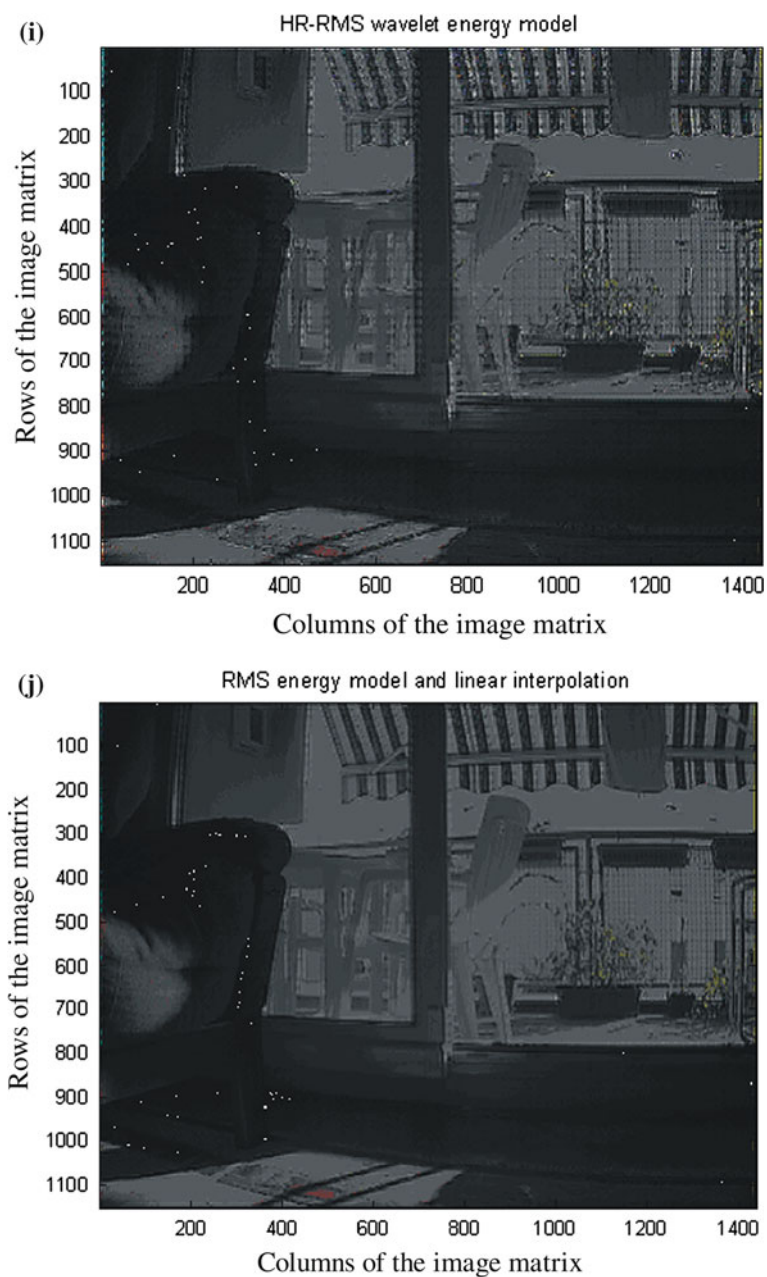 (i)
HR-RMS wavelet energy model
Rows of the image matrix
100
200
300
400
500
600
700
800
900
1000
1100
200 400 600 800 1000 1200 1400
Columns of the image matrix
(j)
RMS energy model and linear interpolation
Rows of the image matrix
100
200
300
400
500
600
700
800
900
1000
1100
200 400 600 800 1000 1200 1400
Columns of the image matrix